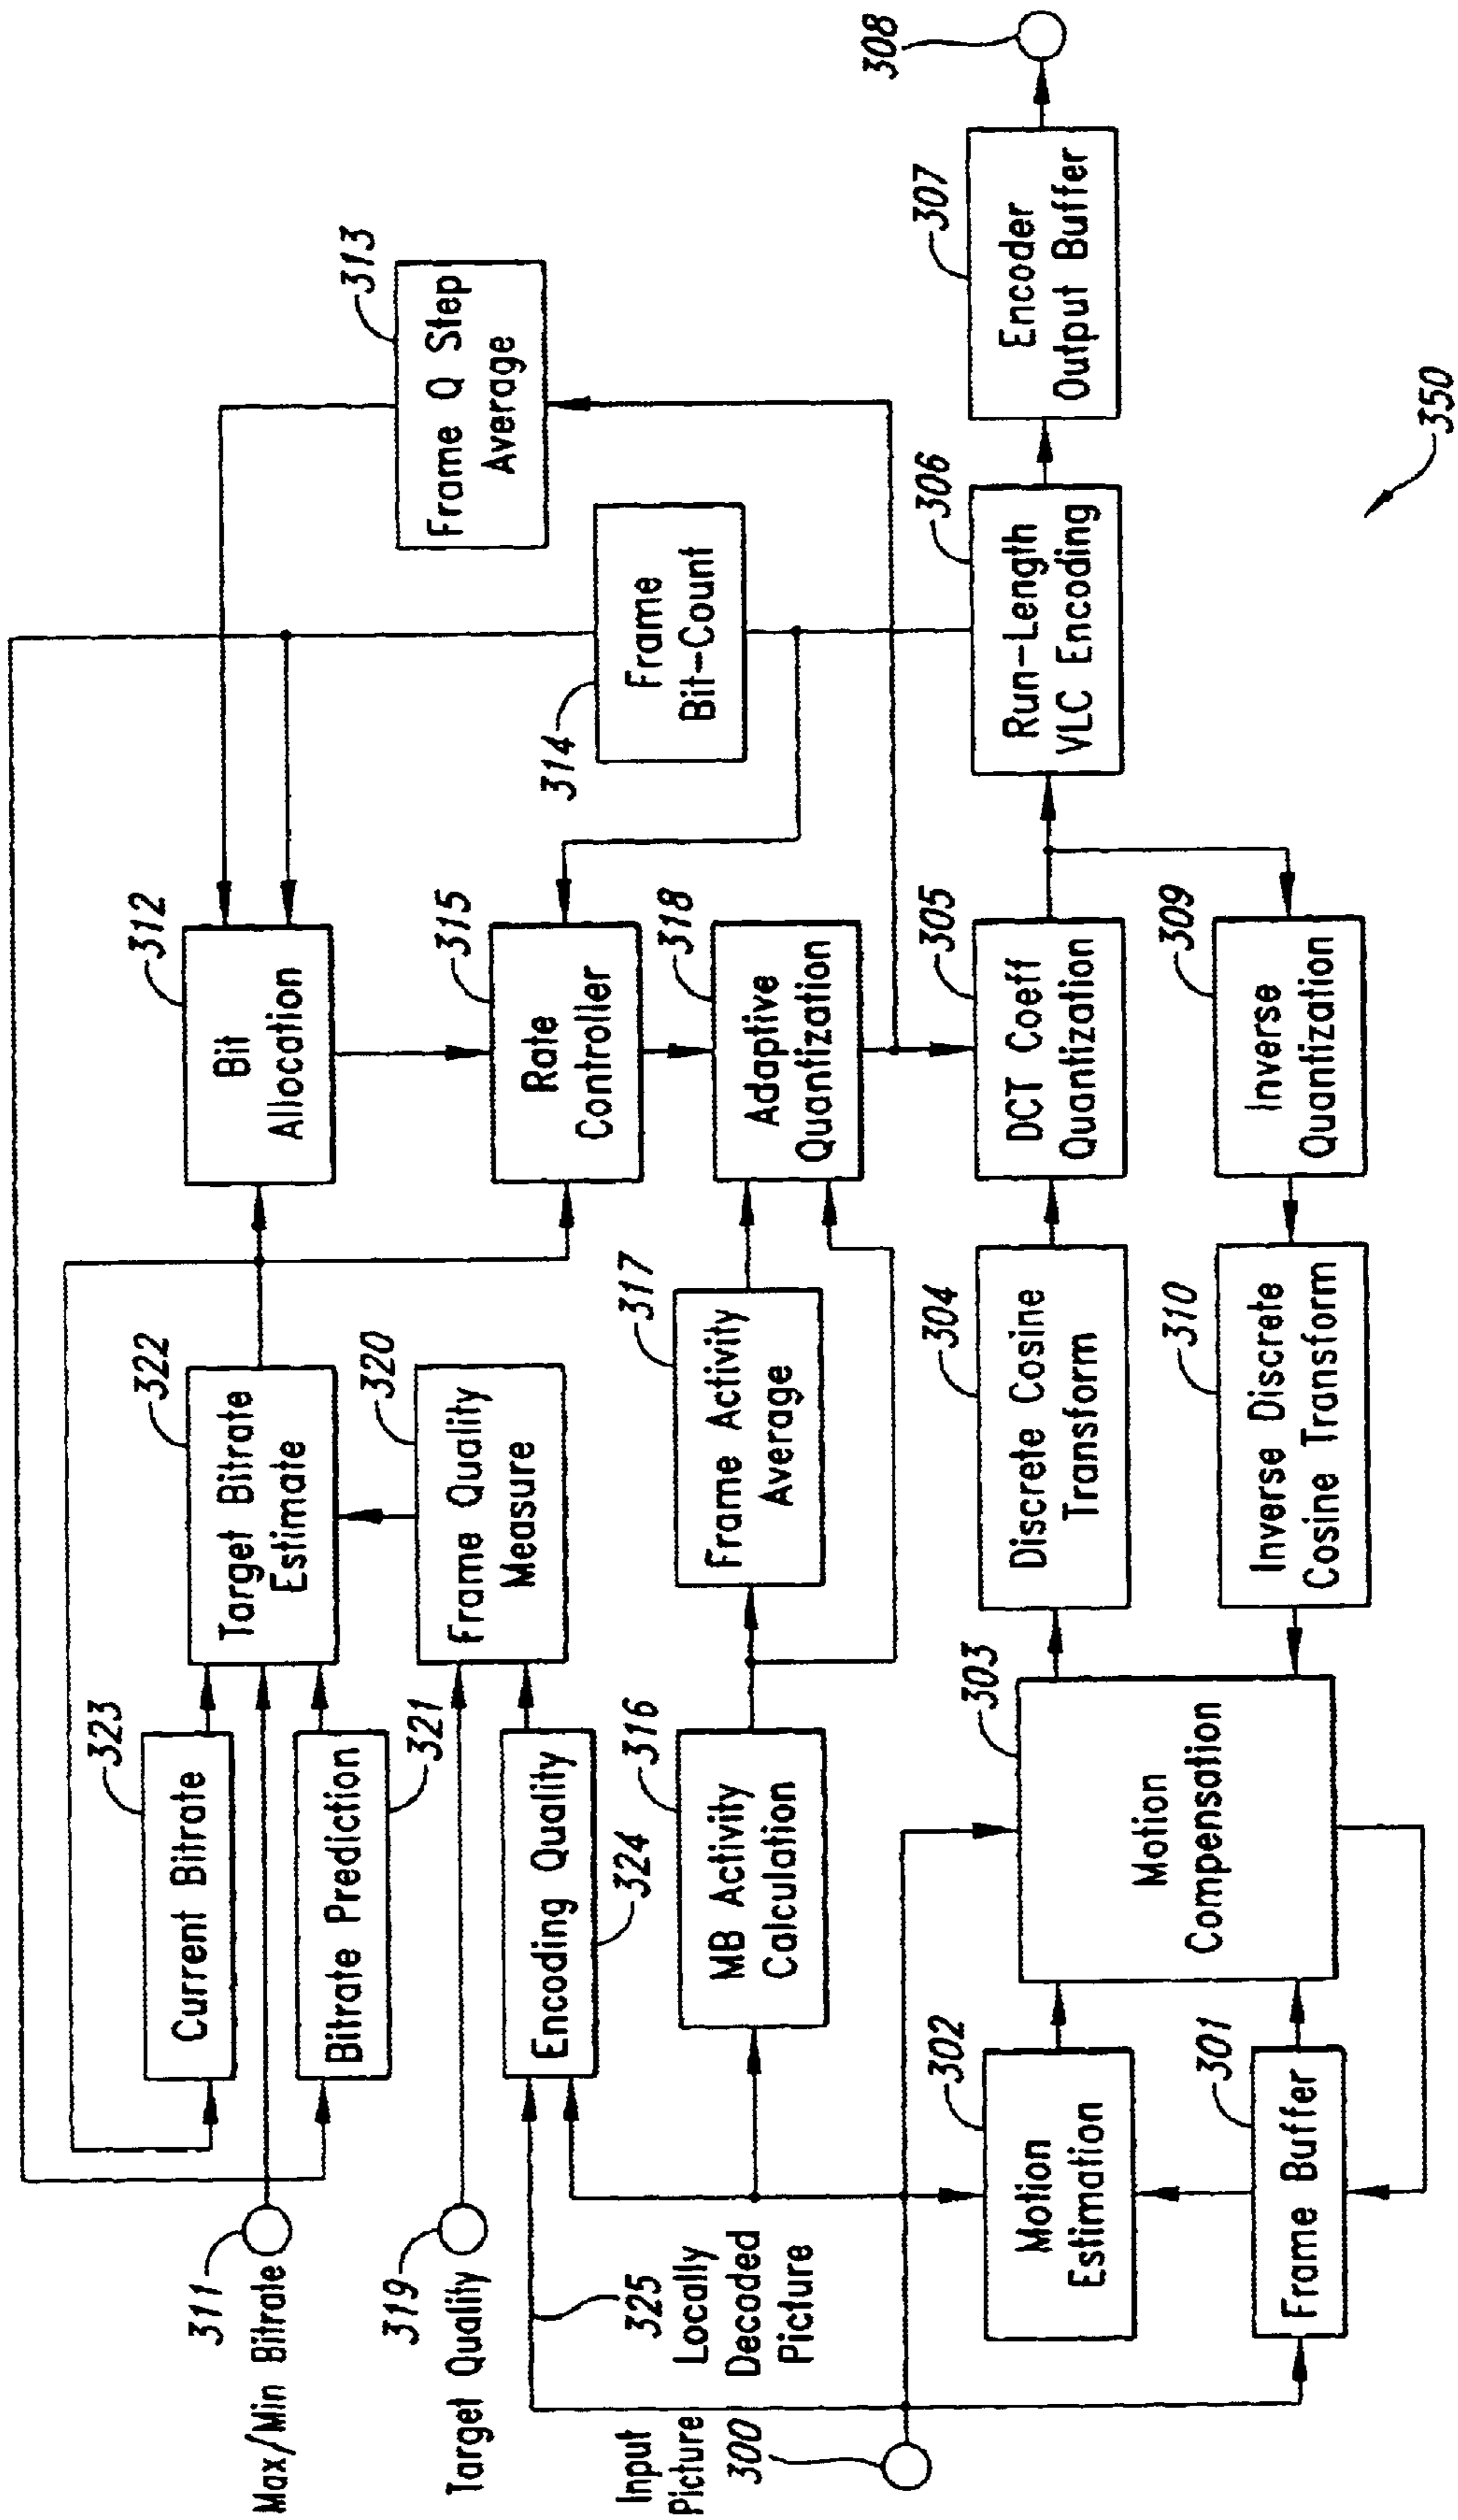 311
Max/Min Bitrate
323
Current Bitrate
Bitrate Prediction
321
322
Target Bitrate
Estimate
312
Bit
Allocation
313
Frame Q Step
Average
319
Target Quality
320
Frame Quality
Measure
Encoding Quality
324
325
Locally
Decoded
Picture
315
Rate
Controller
314
Frame
Bit-Count
316
MB Activity
Calculation
317
Frame Activity
Average
318
Adaptive
Quantization
Input
Picture
300
302
Motion
Estimation
301
Frame Buffer
303
Motion
Compensation
304
Discrete Cosine
Transform
305
DCT Coeff
Quantization
306
Run-Length
VLC Encoding
307
Encoder
Output Buffer
308
310
Inverse Discrete
Cosine Transform
309
Inverse
Quantization
350